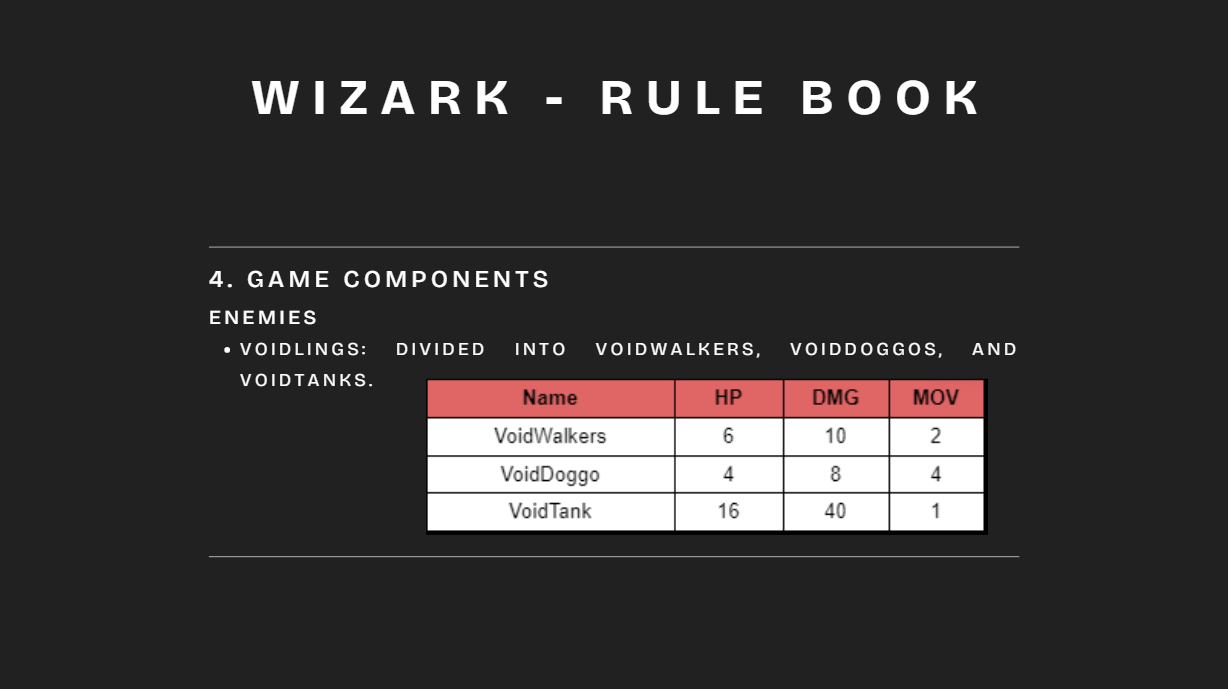 WIZARK - RULE BOOK
4. GAME COMPONENTS
ENEMIES
• VOIDLINGS: DIVIDED INTO VOIDWALKERS, VOIDDOGGOS, AND
VOIDTANKS.
Name HP DMG MOV
VoidWalkers 6 10 2
VoidDoggo 4 8 4
VoidTank 16 40 1